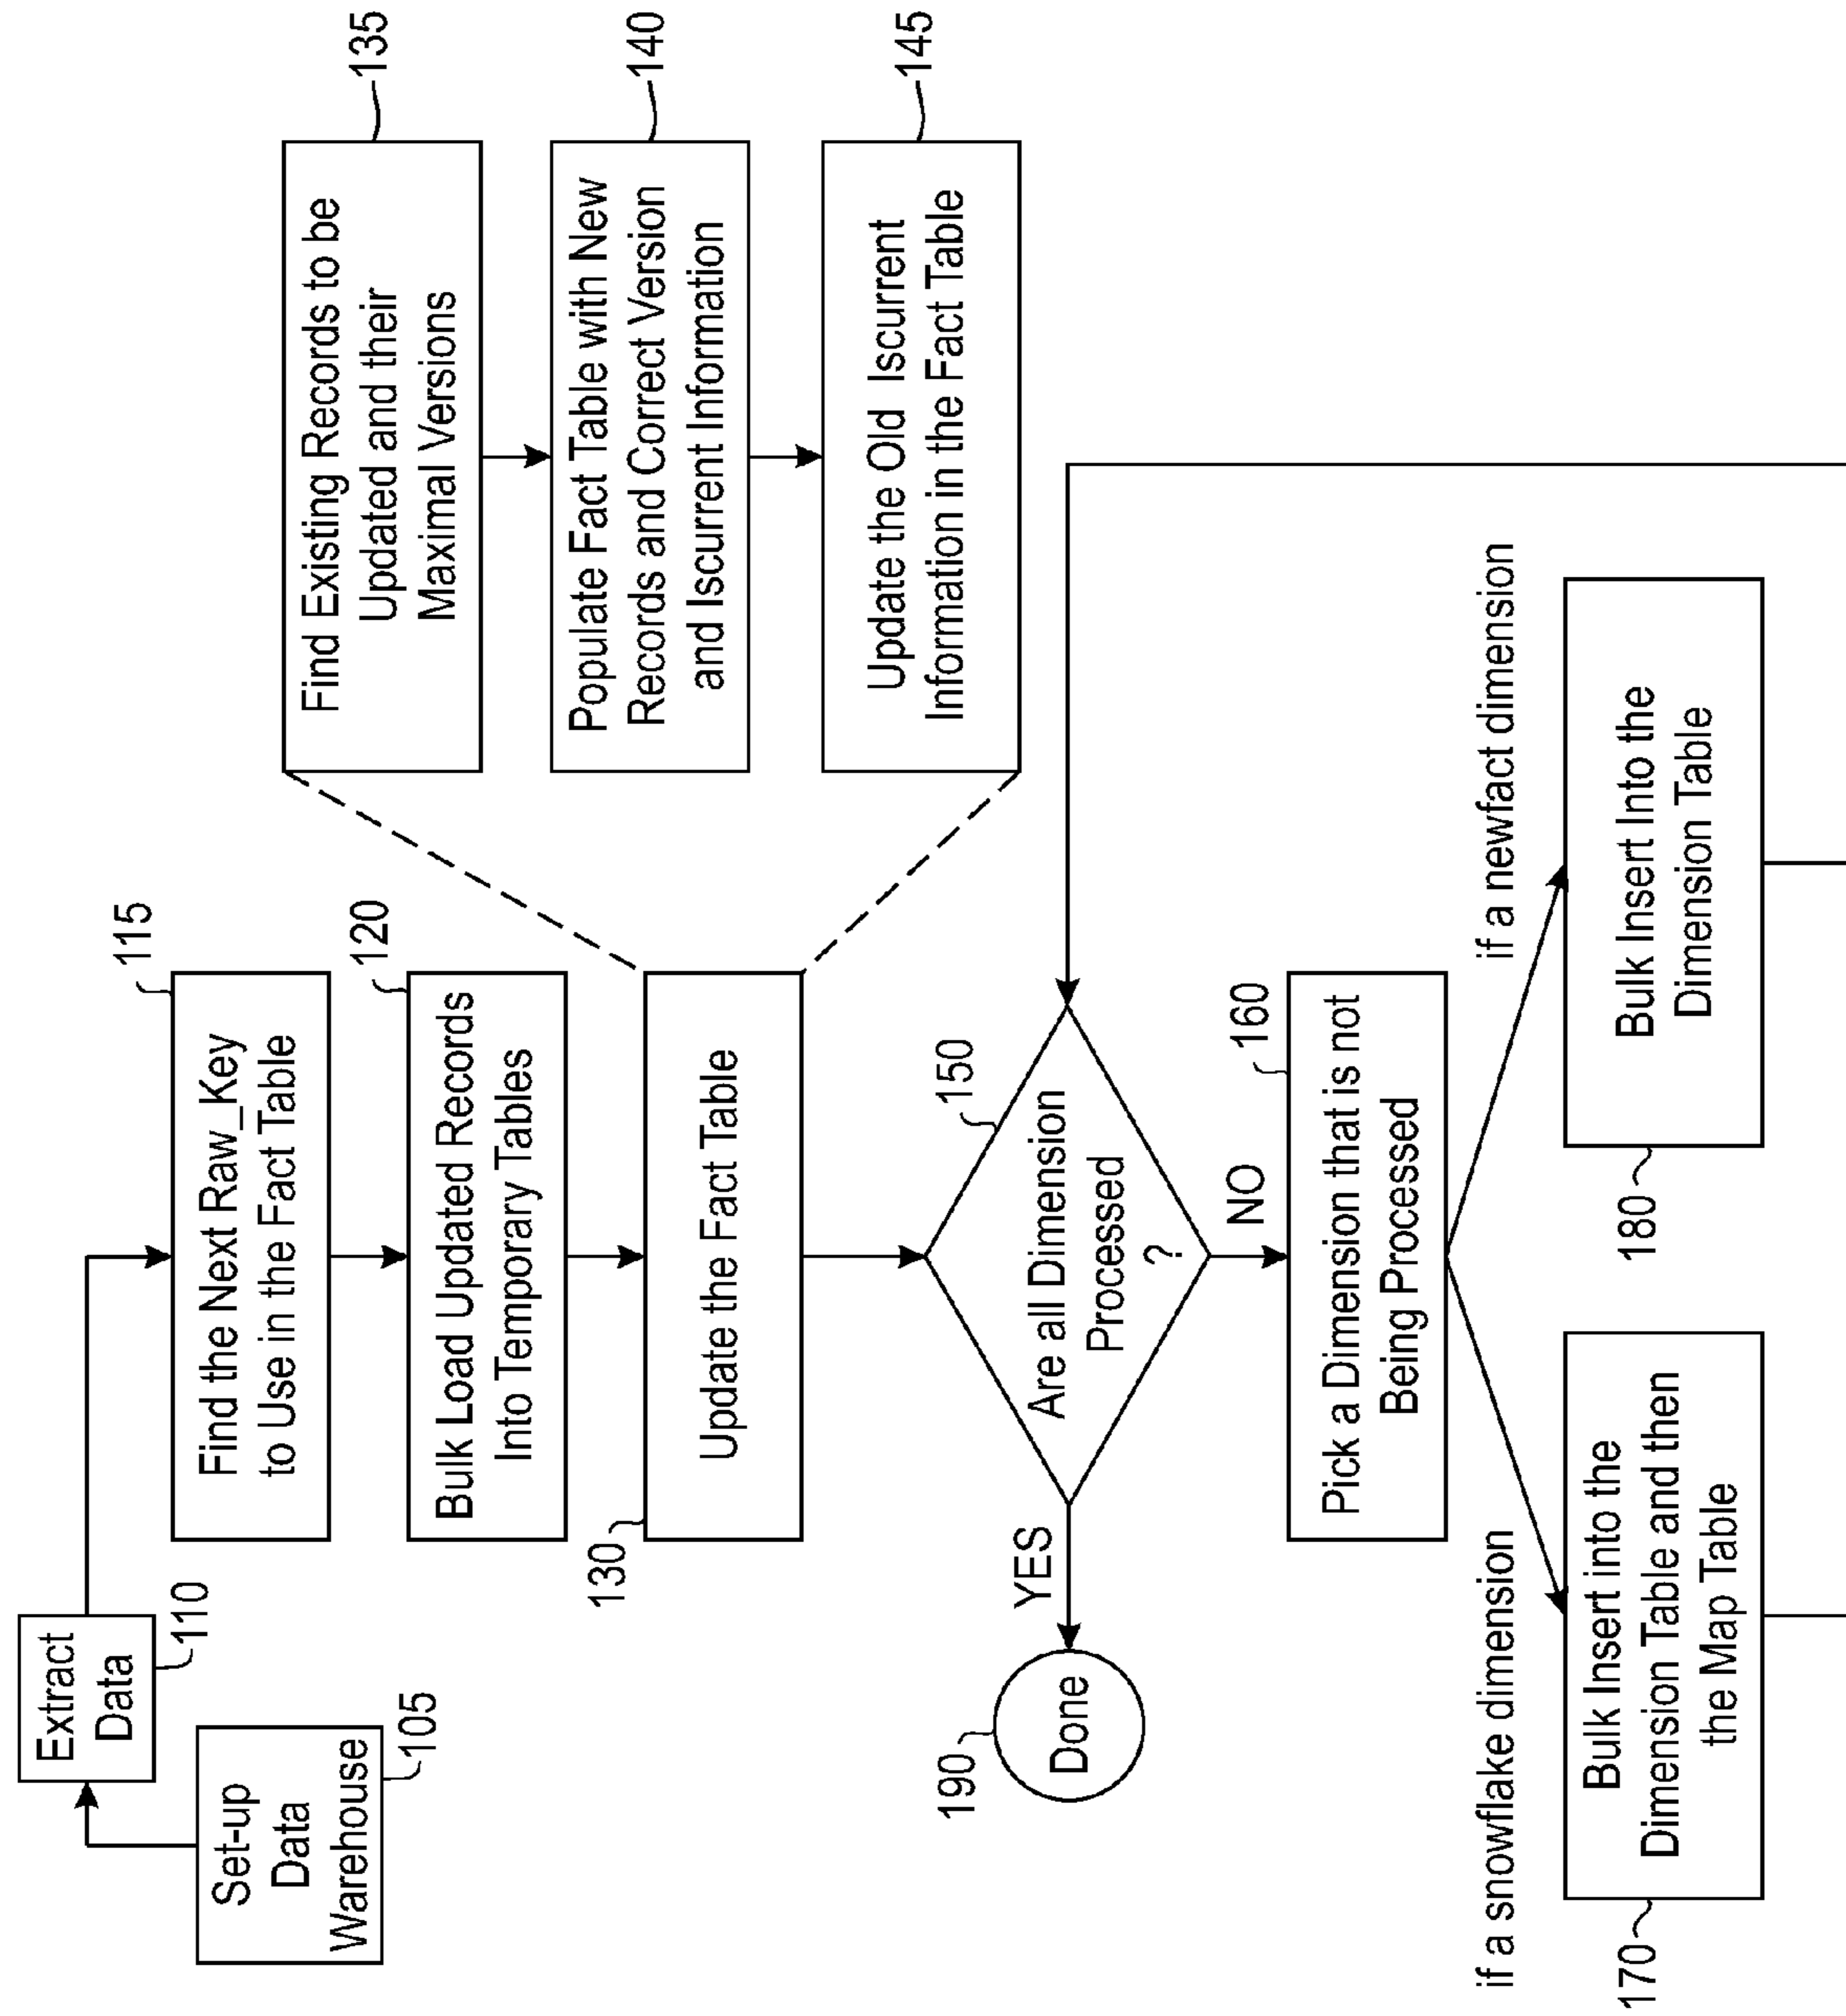 Set-up
Data
Warehouse
105
Extract
Data
110
115
Find the Next Raw_Key
to Use in the Fact Table
120
Bulk Load Updated Records
Into Temporary Tables
130
Update the Fact Table
135
Find Existing Records to be
Updated and their
Maximal Versions
140
Populate Fact Table with New
Records and Correct Version
and Iscurrent Information
145
Update the Old Iscurrent
Information in the Fact Table
150
Are all Dimension
Processed
?
YES
190
Done
NO
160
Pick a Dimension that is not
Being Processed
if a snowflake dimension
if a newfact dimension
170
Bulk Insert into the
Dimension Table and then
the Map Table
180
Bulk Insert Into the
Dimension Table